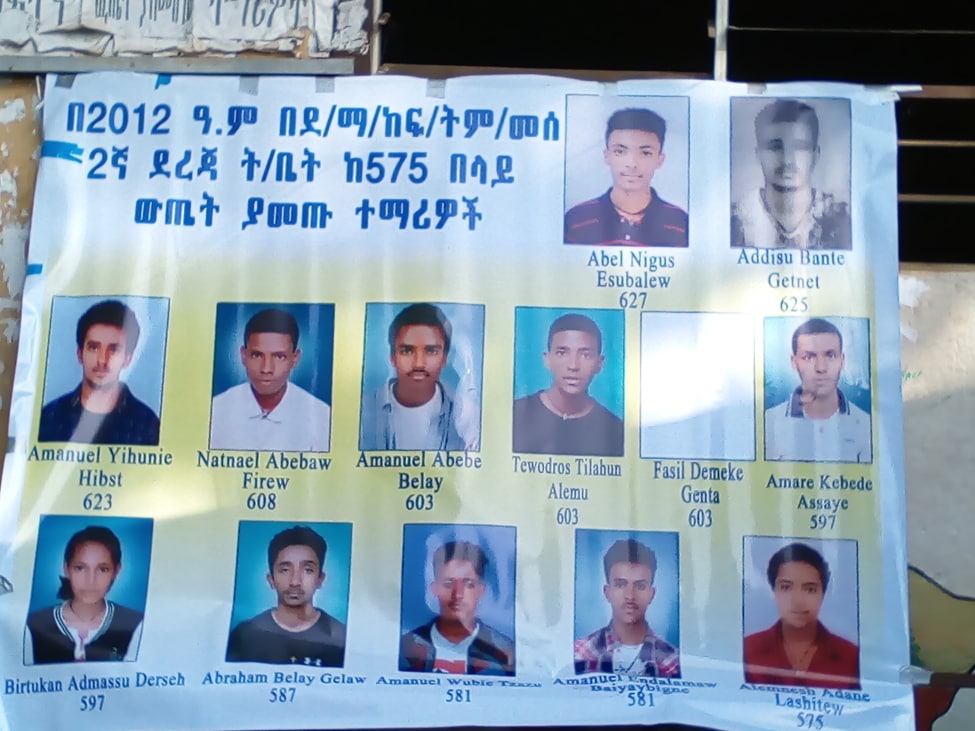 በ2012 ዓ.ም በደ/ማ/ከፍ/ትም/መሰ
2ኛ ደረጃ ት/ቤት ከ575 በላይ
ውጤት ያመጡ ተማሪዎች
Abel Nigus
Esubalew
627
Addisu Bante
Getnet
625
Amanuel Yihunie
Hibst
623
Natnael Abebaw
Firew
608
Amanuel Abebe
Belay
603
Tewodros Tilahun
Alemu
603
Fasil Demeke
Genta
603
Amare Kebede
Assaye
597
Birtukan Admassu Derseh
597
Abraham Belay Gelaw
587
Amanuel Wubie
581
Amanuel Endalamaw
581
Alemnesh Adane
Lashitew
575